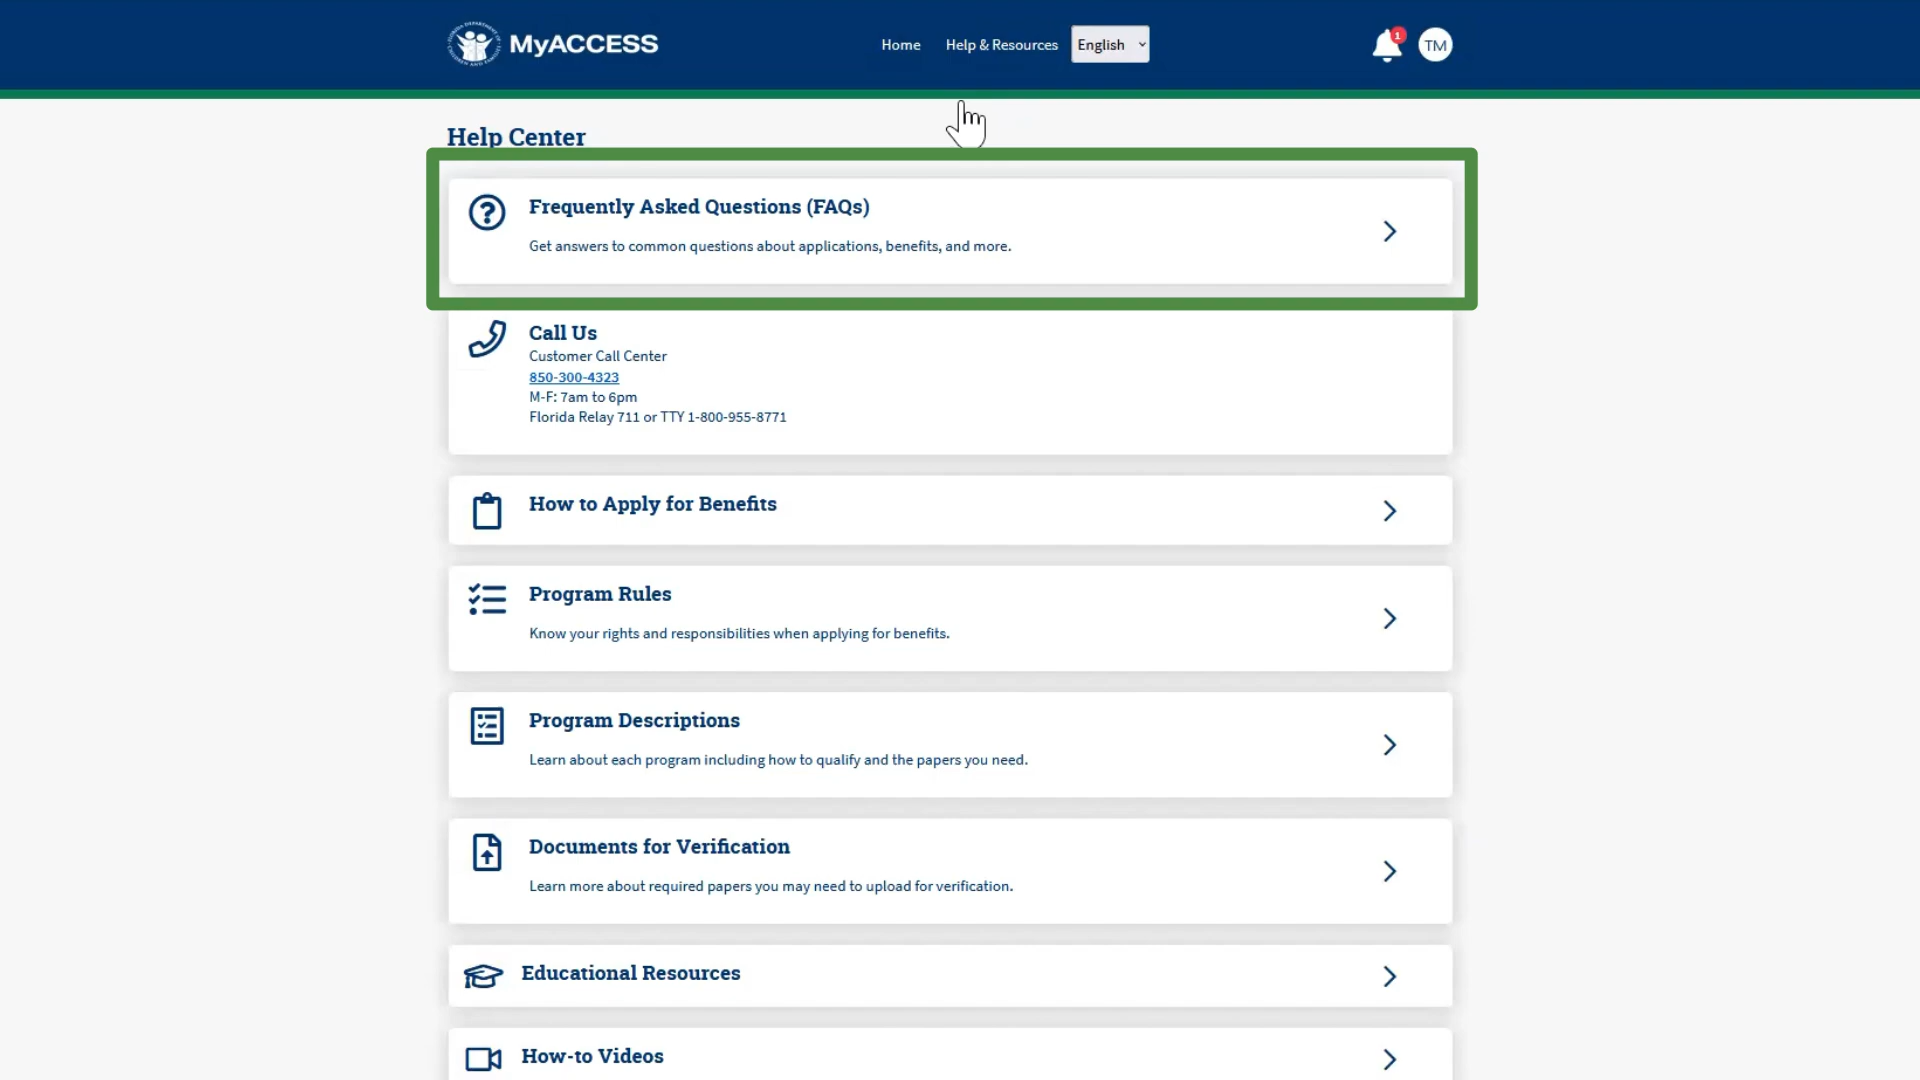 MyACCESS
Home
Help & Resources
English
1
TM
Help Center
Frequently Asked Questions (FAQs)
Get answers to common questions about applications, benefits, and more.
Call Us
Customer Call Center
850-300-4323
M-F: 7am to 6pm
Florida Relay 711 or TTY 1-800-955-8771
How to Apply for Benefits
Program Rules
Know your rights and responsibilities when applying for benefits.
Program Descriptions
Learn about each program including how to qualify and the papers you need.
Documents for Verification
Learn more about required papers you may need to upload for verification.
Educational Resources
How-to Videos